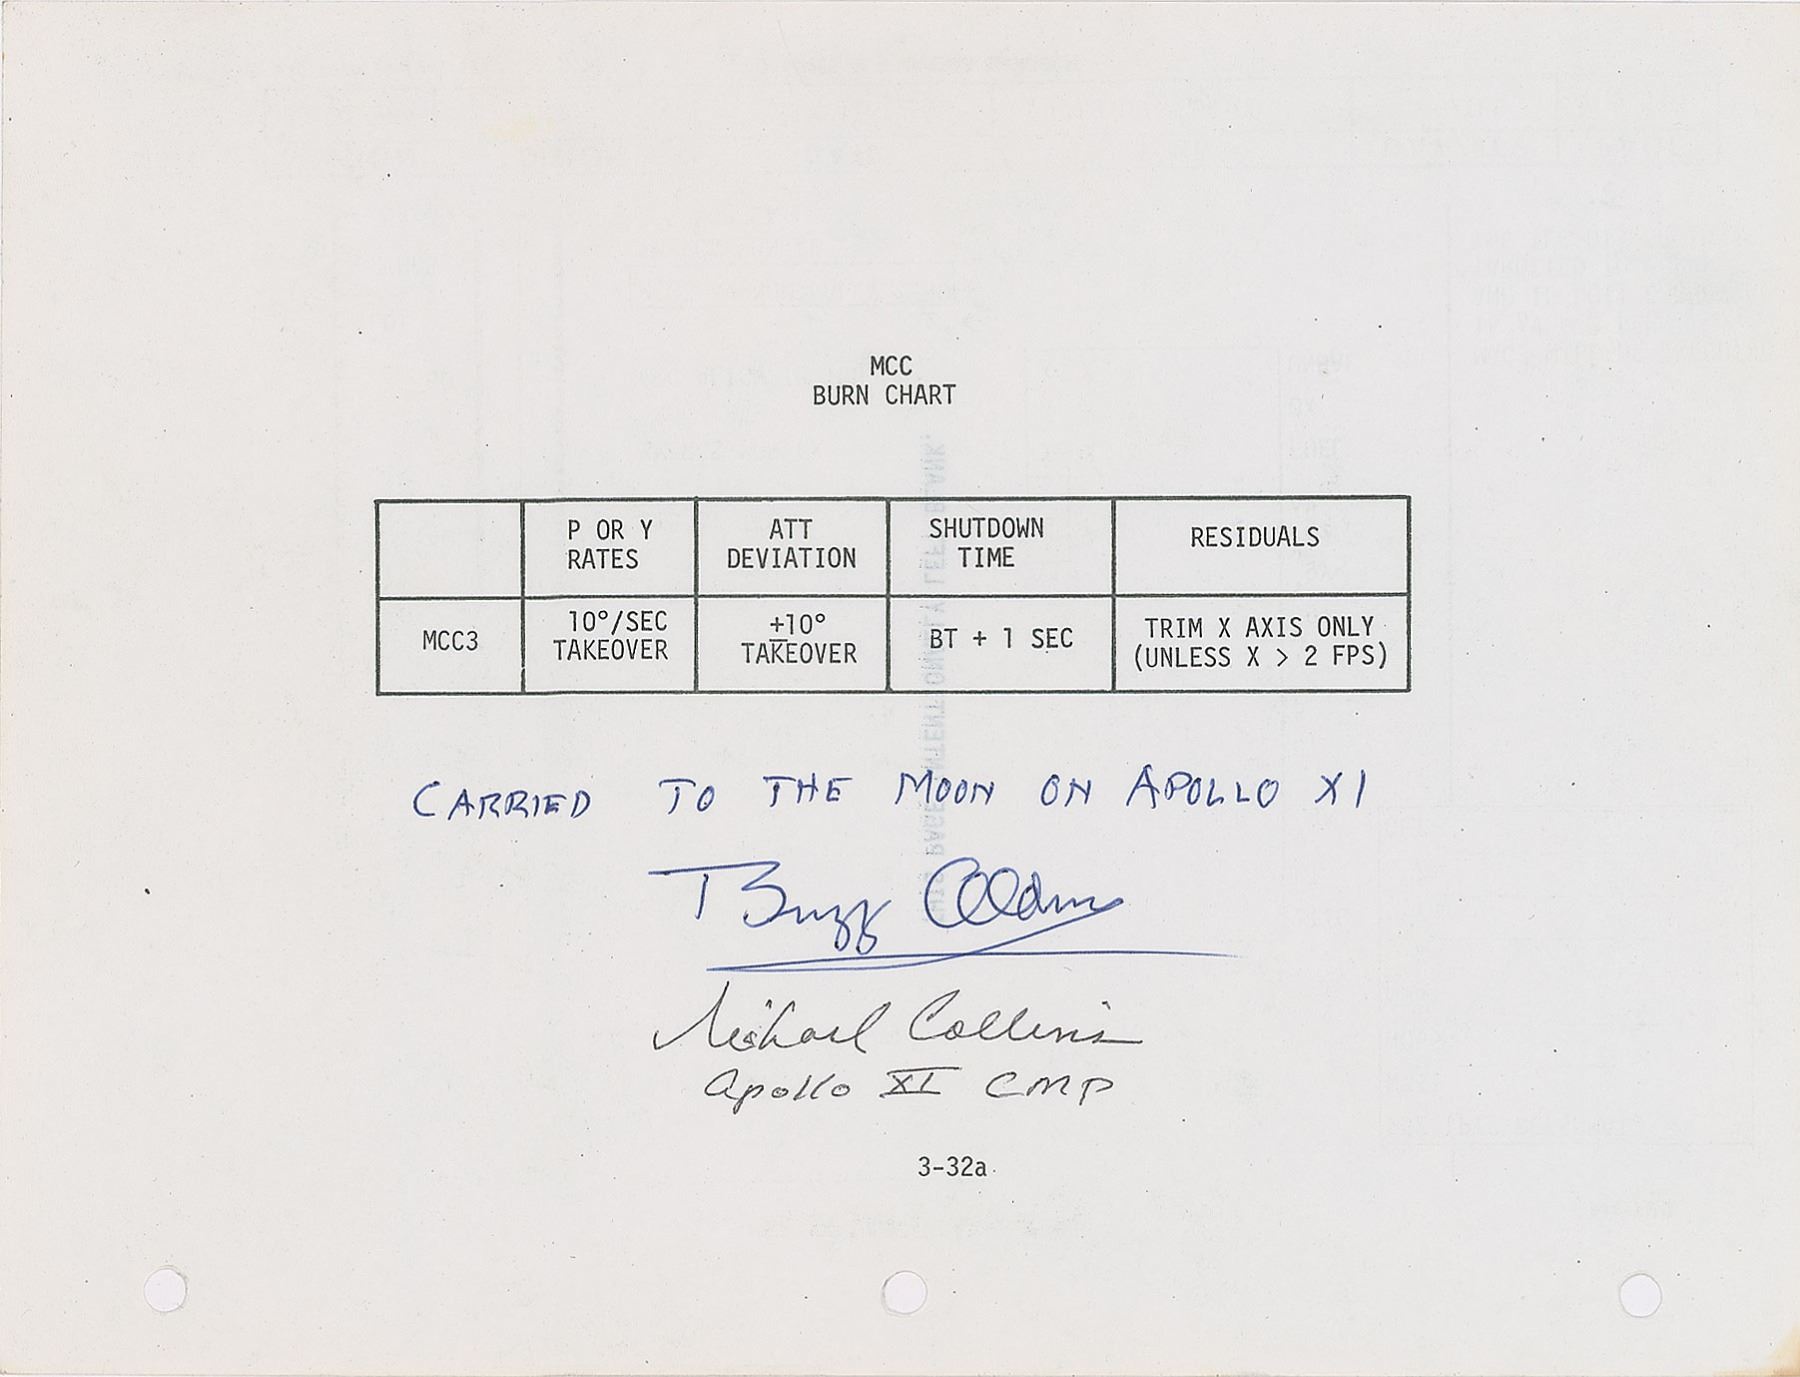 MCC
BURN CHART
P OR Y RATES
ATT DEVIATION
SHUTDOWN TIME
RESIDUALS
MCC3
10°/SEC TAKEOVER
±10° TAKEOVER
BT + 1 SEC
TRIM X AXIS ONLY
(UNLESS X > 2 FPS)
CARRIED TO THE MOON ON APOLLO XI
Buzz Aldrin
Michael Collins
Apollo XI CMP
3-32a